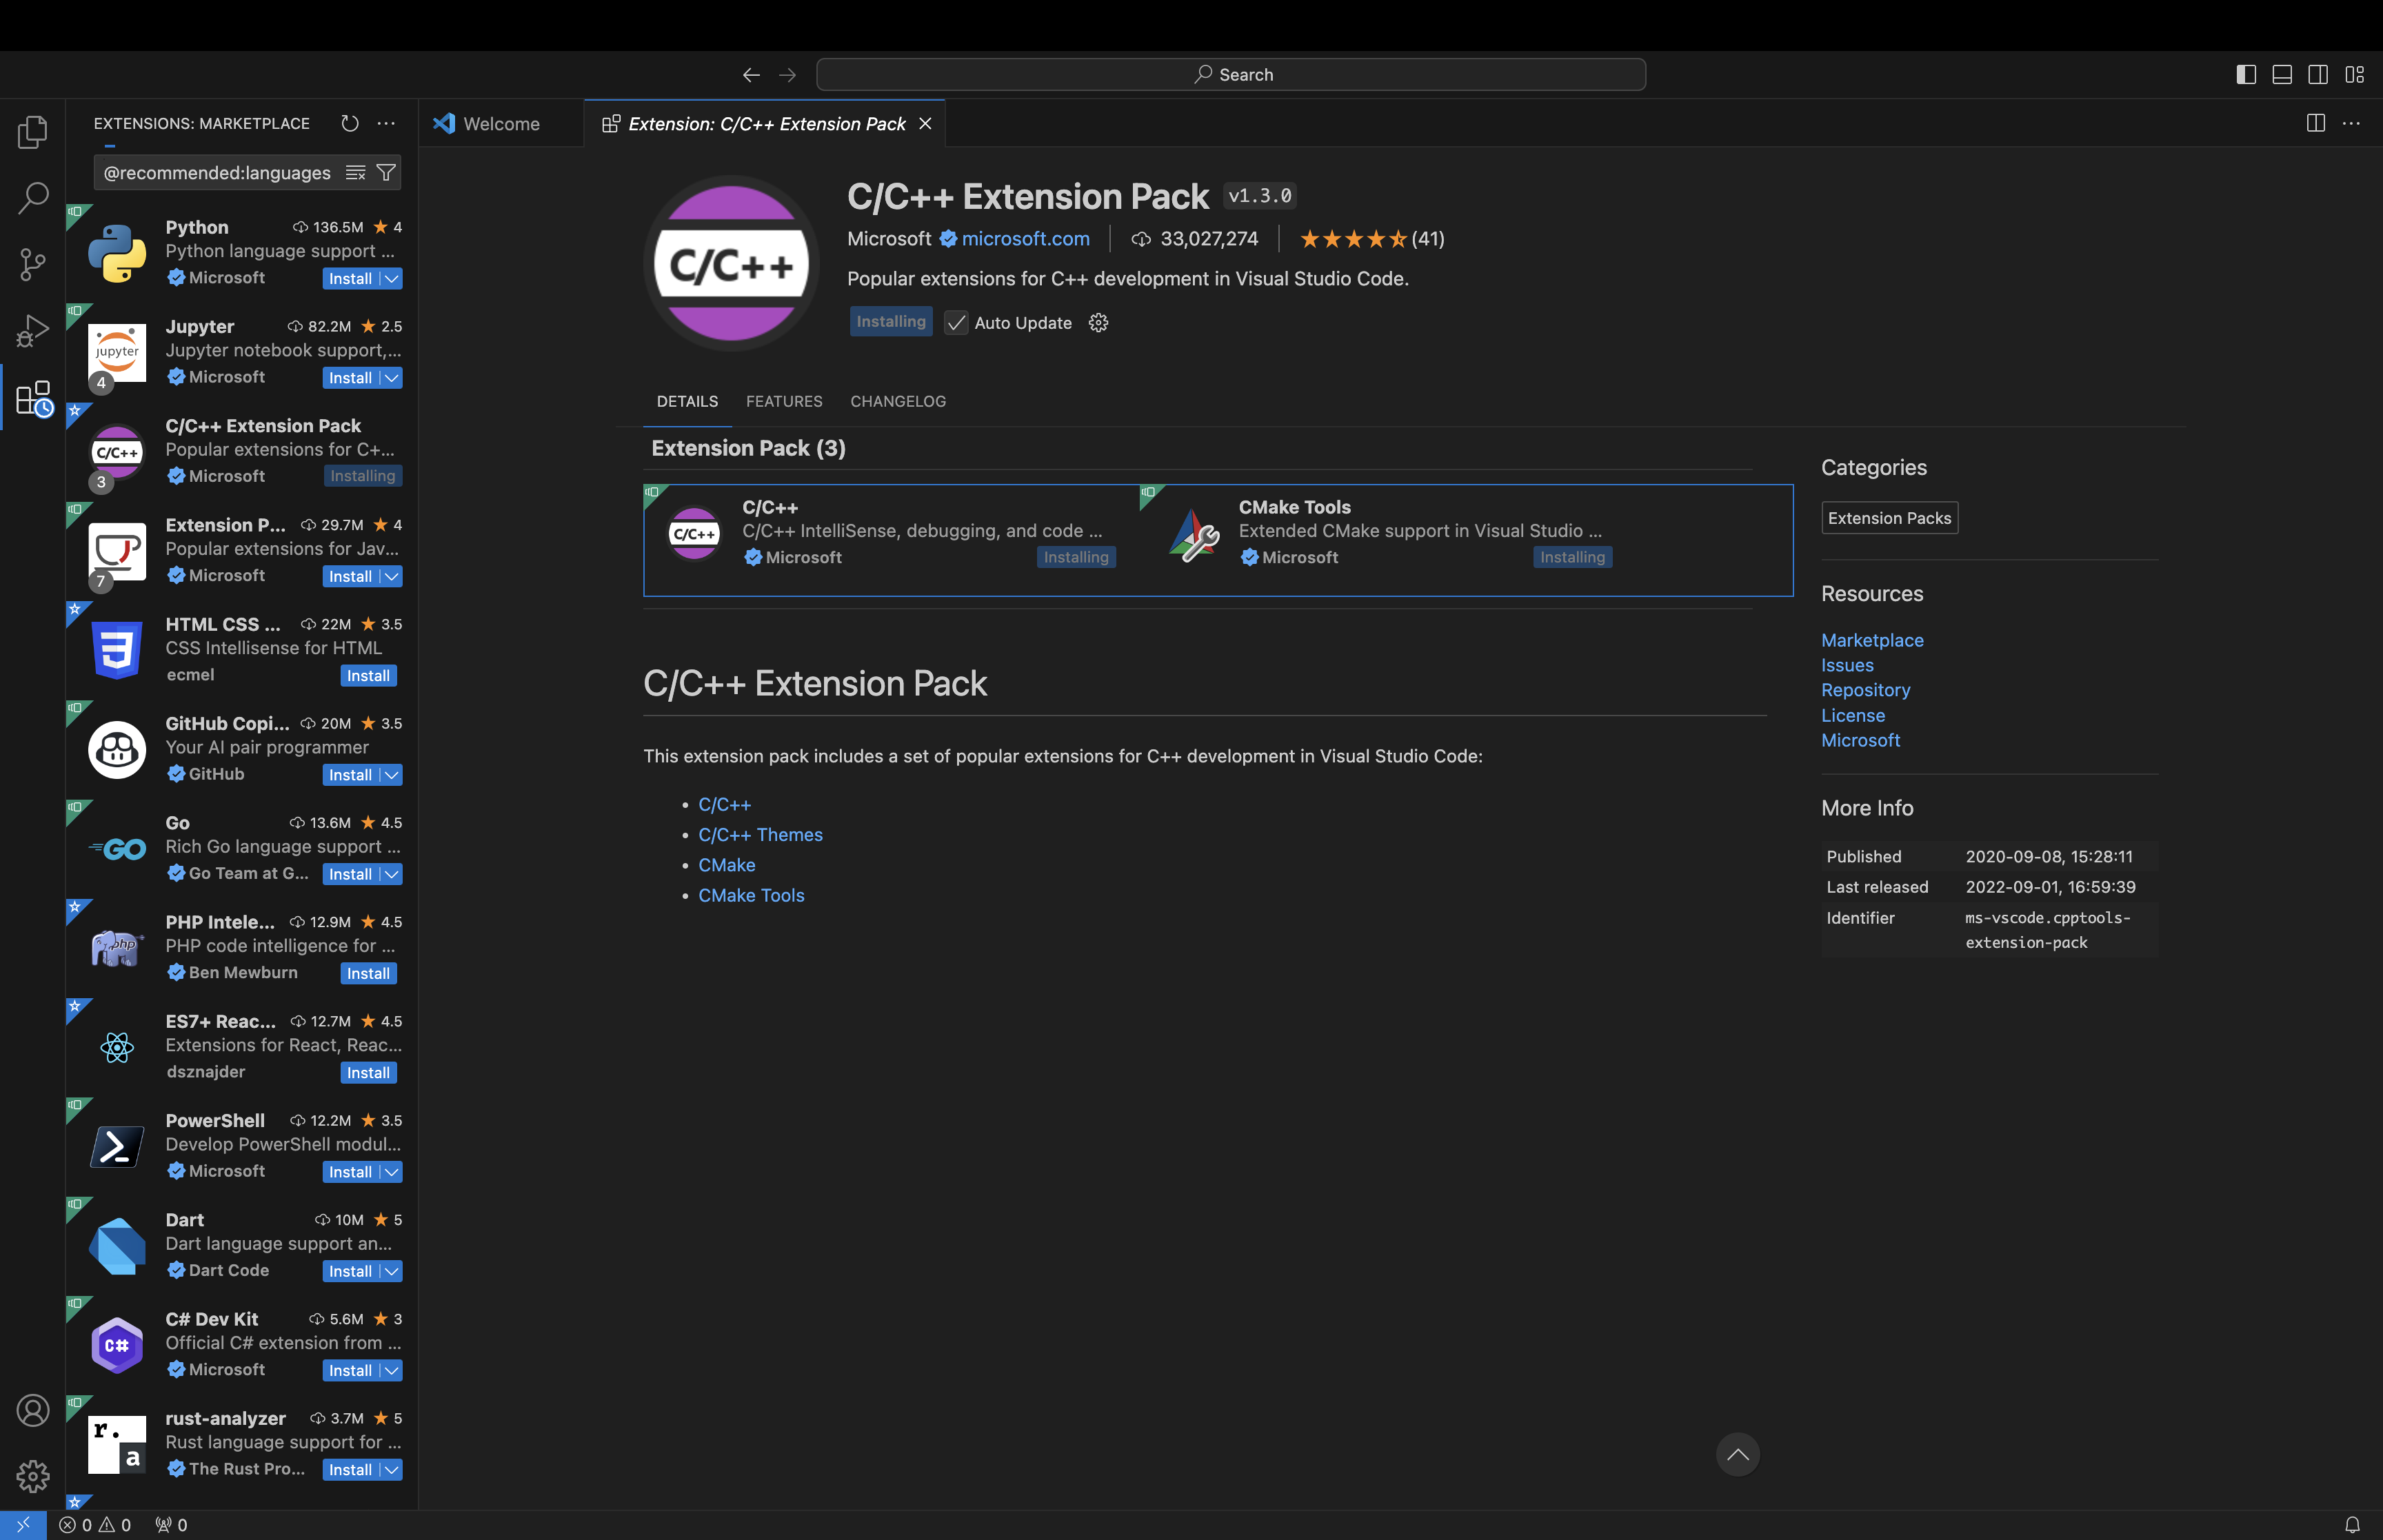 Search
EXTENSIONS: MARKETPLACE
Welcome
Extension: C/C++ Extension Pack
@recommended:languages
Python 136.5M 4
Python language support ...
Microsoft Install
Jupyter 82.2M 2.5
Jupyter notebook support,...
Microsoft Install
jupyter
4
C/C++ Extension Pack
Popular extensions for C+...
Microsoft Installing
C/C++
3
Extension P... 29.7M 4
Popular extensions for Jav...
Microsoft Install
7
HTML CSS ... 22M 3.5
CSS Intellisense for HTML
ecmel Install
GitHub Copi... 20M 3.5
Your AI pair programmer
GitHub Install
Go 13.6M 4.5
Rich Go language support ...
Go Team at G... Install
GO
PHP Intele... 12.9M 4.5
PHP code intelligence for ...
Ben Mewburn Install
php
ES7+ Reac... 12.7M 4.5
Extensions for React, Reac...
dsznajder Install
PowerShell 12.2M 3.5
Develop PowerShell modul...
Microsoft Install
Dart 10M 5
Dart language support an...
Dart Code Install
C# Dev Kit 5.6M 3
Official C# extension from ...
Microsoft Install
C#
rust-analyzer 3.7M 5
Rust language support for ...
The Rust Pro... Install
r.
a
0 0 0
C/C++
C/C++ Extension Pack v1.3.0
Microsoft microsoft.com 33,027,274 (41)
Popular extensions for C++ development in Visual Studio Code.
Installing Auto Update
DETAILS FEATURES CHANGELOG
Extension Pack (3)
C/C++
C/C++
C/C++ IntelliSense, debugging, and code ...
Microsoft Installing
CMake Tools
Extended CMake support in Visual Studio ...
Microsoft Installing
C/C++ Extension Pack
This extension pack includes a set of popular extensions for C++ development in Visual Studio Code:
• C/C++
• C/C++ Themes
• CMake
• CMake Tools
Categories
Extension Packs
Resources
Marketplace
Issues
Repository
License
Microsoft
More Info
Published 2020-09-08, 15:28:11
Last released 2022-09-01, 16:59:39
Identifier ms-vscode.cpptools-
extension-pack